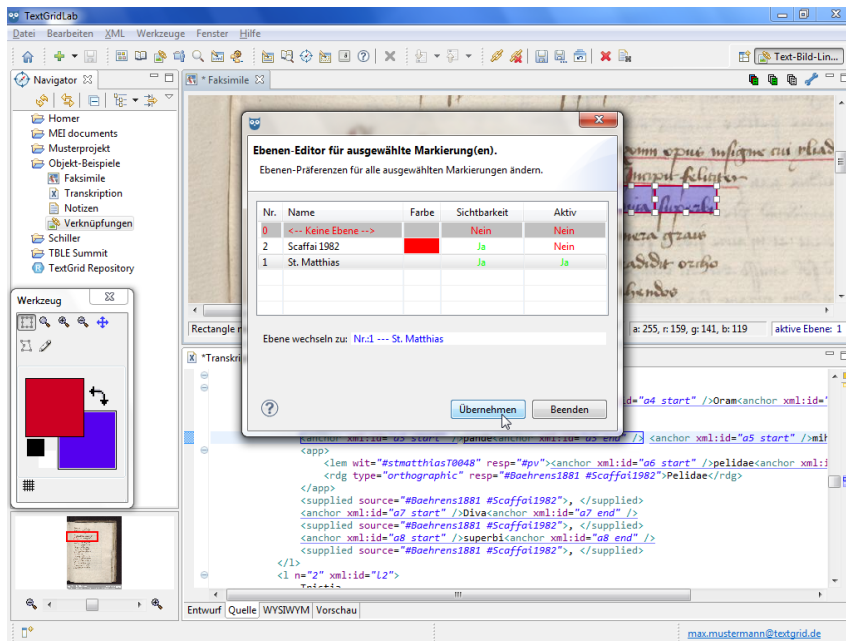 TextGridLab
Datei Bearbeiten XML Werkzeuge Fenster Hilfe
Text-Bild-Lin...
Navigator
Homer
MEI documents
Musterprojekt
Objekt-Beispiele
Faksimile
Transkription
Notizen
Verknüpfungen
Schiller
TBLE Summit
TextGrid Repository
* Faksimile
Ebenen-Editor für ausgewählte Markierung(en).
Ebenen-Präferenzen für alle ausgewählten Markierungen ändern.
Nr. Name Farbe Sichtbarkeit Aktiv
0 <-- Keine Ebene --> Nein Nein
2 Scaffai 1982 Ja Nein
1 St. Matthias Ja Ja
Ebene wechseln zu: Nr.:1 --- St. Matthias
Übernehmen Beenden
Werkzeug
Rectangle
a: 255, r: 159, g: 141, b: 119 aktive Ebene: 1
*Transkri
d="a4 start" />Oram<anchor xml:id="
<anchor xml:id="a5 start" />pande<anchor xml:id="a5 end" /> <anchor xml:id="a5 start" />mih
<app>
<lem wit="#stmatthiasT0048" resp="#pv"><anchor xml:id="a6 start" />pelidae<anchor xml:i
<rdg type="orthographic" resp="#Baehrens1881 #Scaffai1982">Pelidae</rdg>
</app>
<supplied source="#Baehrens1881 #Scaffai1982">, </supplied>
<anchor xml:id="a7 start" />Diva<anchor xml:id="a7 end" />
<supplied source="#Baehrens1881 #Scaffai1982">, </supplied>
<anchor xml:id="a8 start" />superbi<anchor xml:id="a8 end" />
<supplied source="#Baehrens1881 #Scaffai1982">, </supplied>
</l>
<l n="2" xml:id="l2">
Tristia
Entwurf Quelle WYSIWYM Vorschau
max.mustermann@textgrid.de